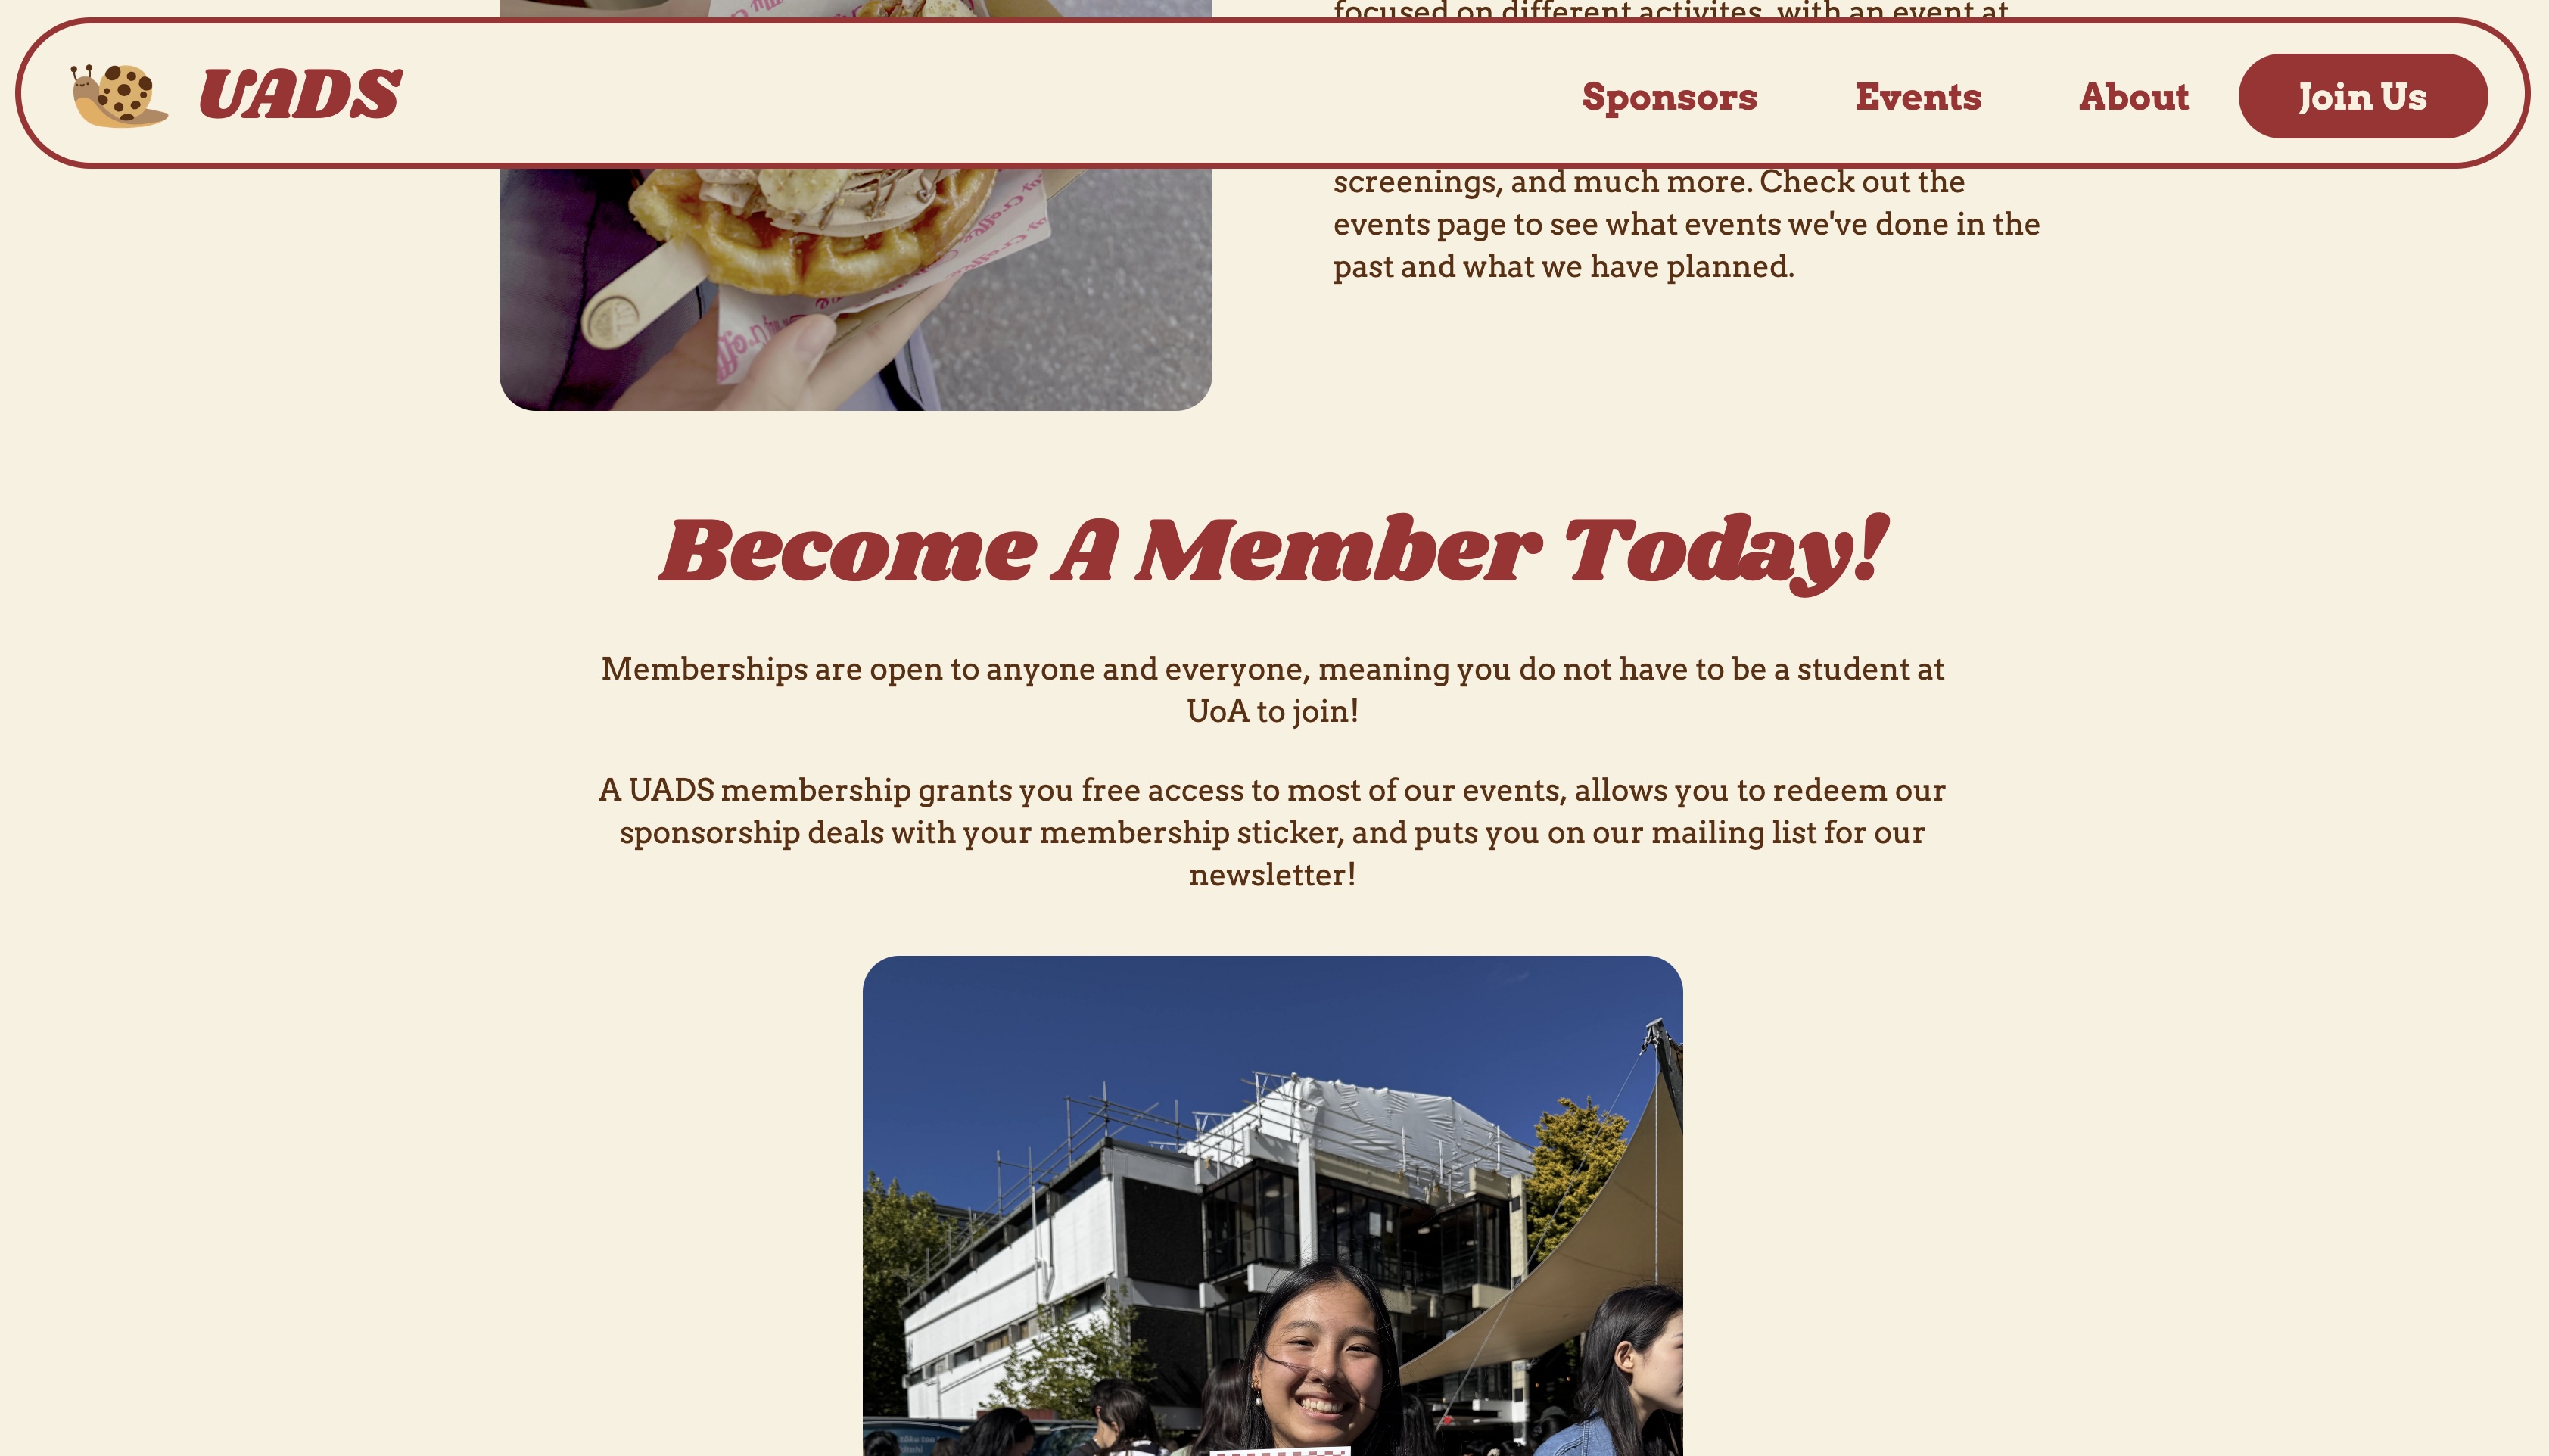 focused on different activites, with an event at
UADS
Sponsors
Events
About
Join Us
screenings, and much more. Check out the
events page to see what events we've done in the
past and what we have planned.
Become A Member Today!
Memberships are open to anyone and everyone, meaning you do not have to be a student at
UoA to join!
A UADS membership grants you free access to most of our events, allows you to redeem our
sponsorship deals with your membership sticker, and puts you on our mailing list for our
newsletter!